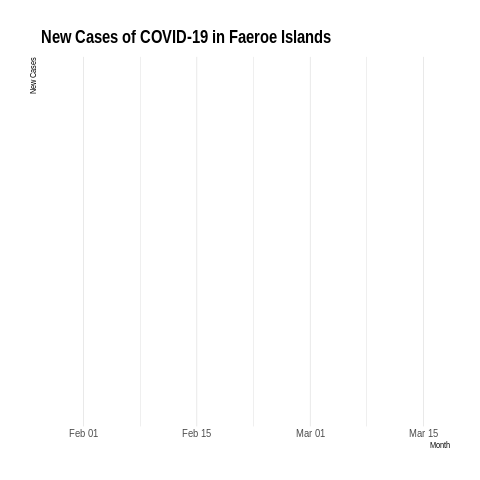 New Cases of COVID-19 in Faeroe Islands
New Cases
Feb 01
Feb 15
Mar 01
Mar 15
Month